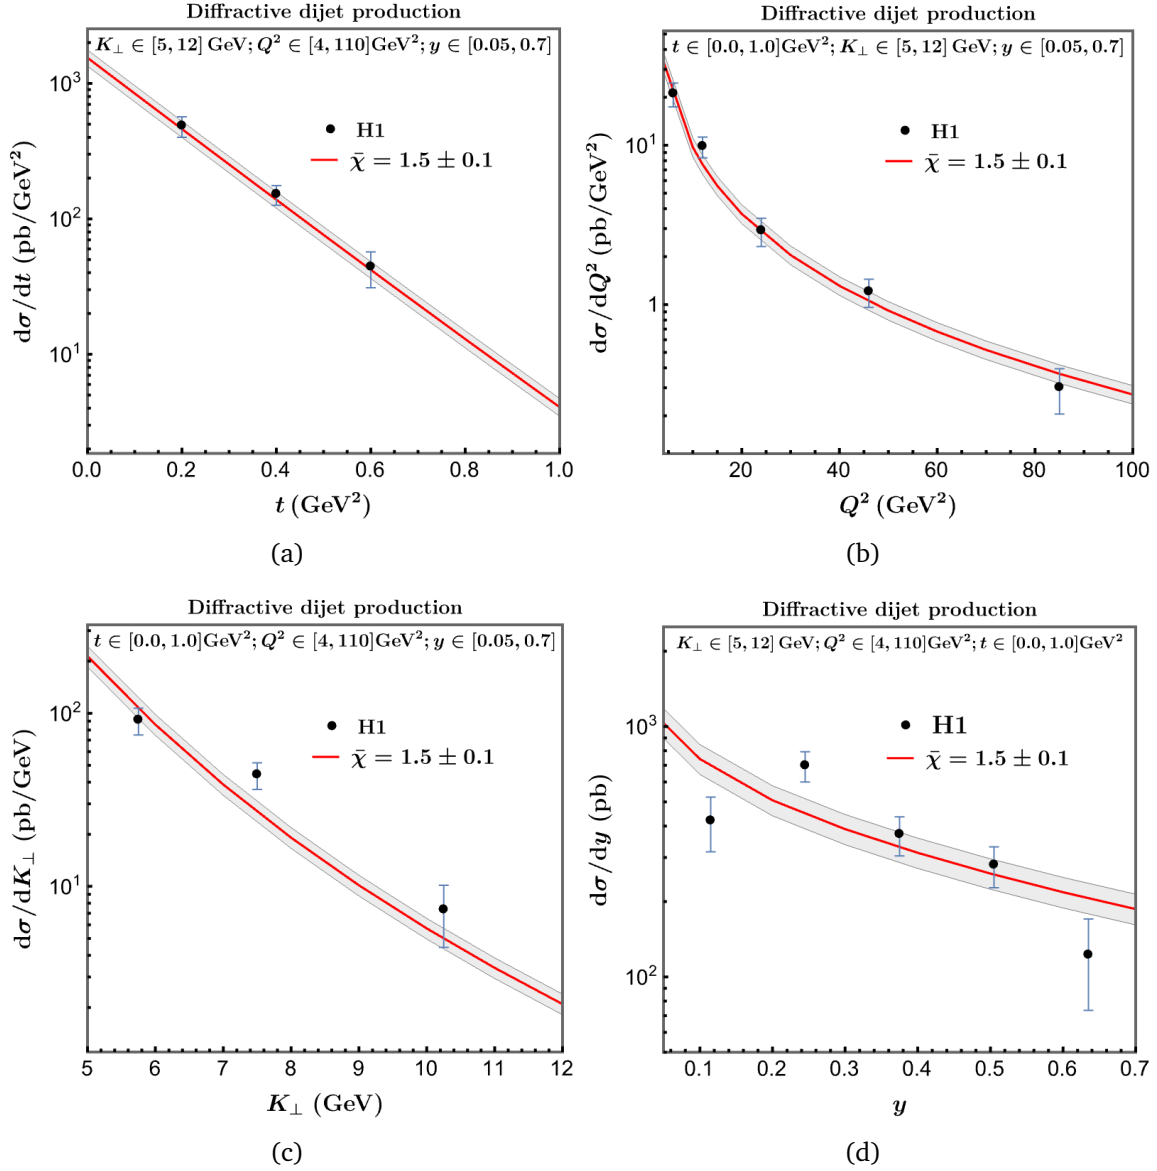 Diffractive dijet production
K⊥ ∈ [5, 12] GeV; Q² ∈ [4, 110]GeV²; y ∈ [0.05, 0.7]
10³
10²
10¹
dσ/dt (pb/GeV²)
H1
χ̄ = 1.5 ± 0.1
0.0 0.2 0.4 0.6 0.8 1.0
t (GeV²)
(a)
Diffractive dijet production
t ∈ [0.0, 1.0]GeV²; K⊥ ∈ [5, 12] GeV; y ∈ [0.05, 0.7]
10¹
1
dσ/dQ² (pb/GeV²)
H1
χ̄ = 1.5 ± 0.1
20 40 60 80 100
Q² (GeV²)
(b)
Diffractive dijet production
t ∈ [0.0, 1.0]GeV²; Q² ∈ [4, 110]GeV²; y ∈ [0.05, 0.7]
10²
10¹
dσ/dK⊥ (pb/GeV)
H1
χ̄ = 1.5 ± 0.1
5 6 7 8 9 10 11 12
K⊥ (GeV)
(c)
Diffractive dijet production
K⊥ ∈ [5, 12] GeV; Q² ∈ [4, 110]GeV²; t ∈ [0.0, 1.0]GeV²
10³
10²
dσ/dy (pb)
H1
χ̄ = 1.5 ± 0.1
0.1 0.2 0.3 0.4 0.5 0.6 0.7
y
(d)